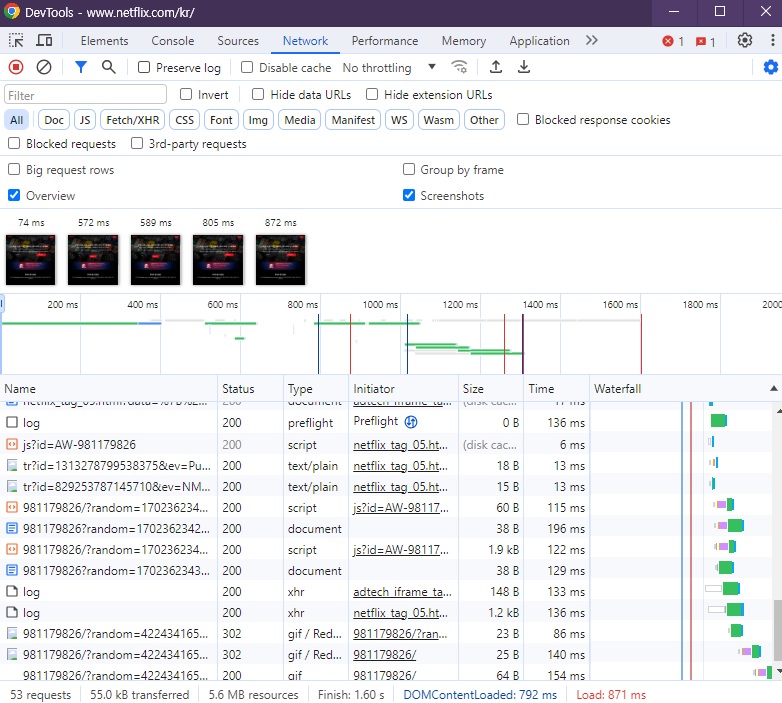 DevTools - www.netflix.com/kr/
Elements Console Sources Network Performance Memory Application 1 1
Preserve log Disable cache No throttling
Filter Invert Hide data URLs Hide extension URLs
All Doc JS Fetch/XHR CSS Font Img Media Manifest WS Wasm Other Blocked response cookies
Blocked requests 3rd-party requests
Big request rows Group by frame
Overview Screenshots
74 ms 572 ms 589 ms 805 ms 872 ms
200 ms 400 ms 600 ms 800 ms 1000 ms 1200 ms 1400 ms 1600 ms 1800 ms 2000
Name Status Type Initiator Size Time Waterfall
200 document adtech_iframe_ta... (disk cac... 17 ms
log 200 preflight Preflight 0 B 136 ms
js?id=AW-981179826 200 script netflix_tag_05.ht... (disk cac... 6 ms
tr?id=1313278799538375&ev=Pu... 200 text/plain netflix_tag_05.ht... 18 B 13 ms
tr?id=829253787145710&ev=NM... 200 text/plain netflix_tag_05.ht... 15 B 13 ms
981179826/?random=170236234... 200 script js?id=AW-98117... 60 B 115 ms
981179826?random=1702362342... 200 document 38 B 196 ms
981179826/?random=170236234... 200 script js?id=AW-98117... 1.9 kB 122 ms
981179826?random=1702362343... 200 document 38 B 129 ms
log 200 xhr adtech_iframe_ta... 148 B 133 ms
log 200 xhr netflix_tag_05.ht... 1.2 kB 136 ms
981179826/?random=422434165... 302 gif / Red... 981179826/?ran... 23 B 86 ms
981179826/?random=422434165... 302 gif / Red... 981179826/ 25 B 140 ms
981179826/?random=422434165... 200 gif 981179826/ 64 B 154 ms
53 requests 55.0 kB transferred 5.6 MB resources Finish: 1.60 s DOMContentLoaded: 792 ms Load: 871 ms